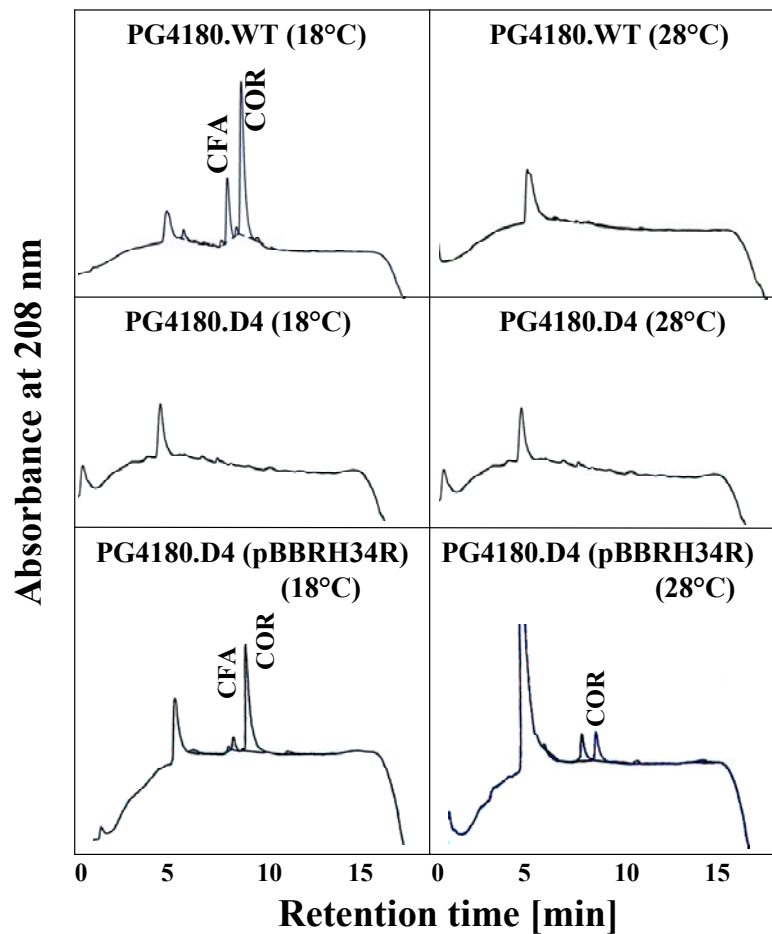 PG4180.WT (18°C)
PG4180.WT (28°C)
CFA
COR
PG4180.D4 (18°C)
PG4180.D4 (28°C)
PG4180.D4 (pBBRH34R)
(18°C)
PG4180.D4 (pBBRH34R)
(28°C)
CFA
COR
COR
Absorbance at 208 nm
0 5 10 15
0 5 10 15
Retention time [min]